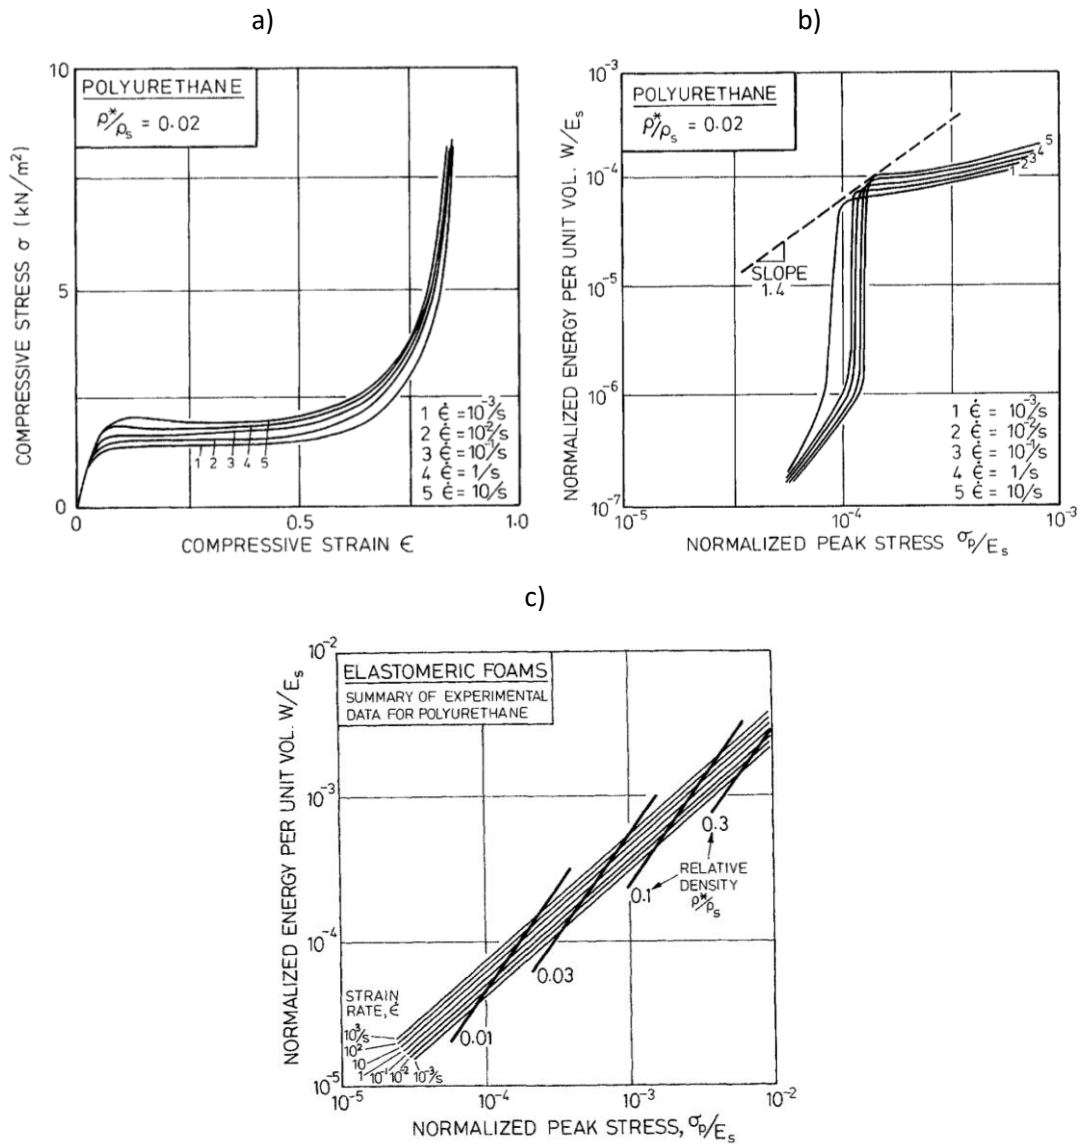 a)
POLYURETHANE
ρ*/ρs = 0.02
10
5
0
0
0.5
1.0
COMPRESSIVE STRESS σ (kN/m²)
COMPRESSIVE STRAIN ϵ
1 2 3 4 5
1 ϵ̇ = 10⁻³/s
2 ϵ̇ = 10⁻²/s
3 ϵ̇ = 10⁻¹/s
4 ϵ̇ = 1/s
5 ϵ̇ = 10/s
b)
POLYURETHANE
ρ*/ρs = 0.02
10⁻³
10⁻⁴
10⁻⁵
10⁻⁶
10⁻⁷
10⁻⁵
10⁻⁴
10⁻³
NORMALIZED ENERGY PER UNIT VOL. W/Es
NORMALIZED PEAK STRESS σp/Es
SLOPE
1.4
1 2 3 4 5
1 ϵ̇ = 10⁻³/s
2 ϵ̇ = 10⁻²/s
3 ϵ̇ = 10⁻¹/s
4 ϵ̇ = 1/s
5 ϵ̇ = 10/s
c)
ELASTOMERIC FOAMS
SUMMARY OF EXPERIMENTAL
DATA FOR POLYURETHANE
10⁻²
10⁻³
10⁻⁴
10⁻⁵
10⁻⁵
10⁻⁴
10⁻³
10⁻²
NORMALIZED ENERGY PER UNIT VOL. W/Es
NORMALIZED PEAK STRESS, σp/Es
0.3
RELATIVE
DENSITY
ρ*/ρs
0.1
0.03
0.01
STRAIN
RATE, ϵ̇
10³/s
10²
10
1
10⁻¹
10⁻²
10⁻³/s